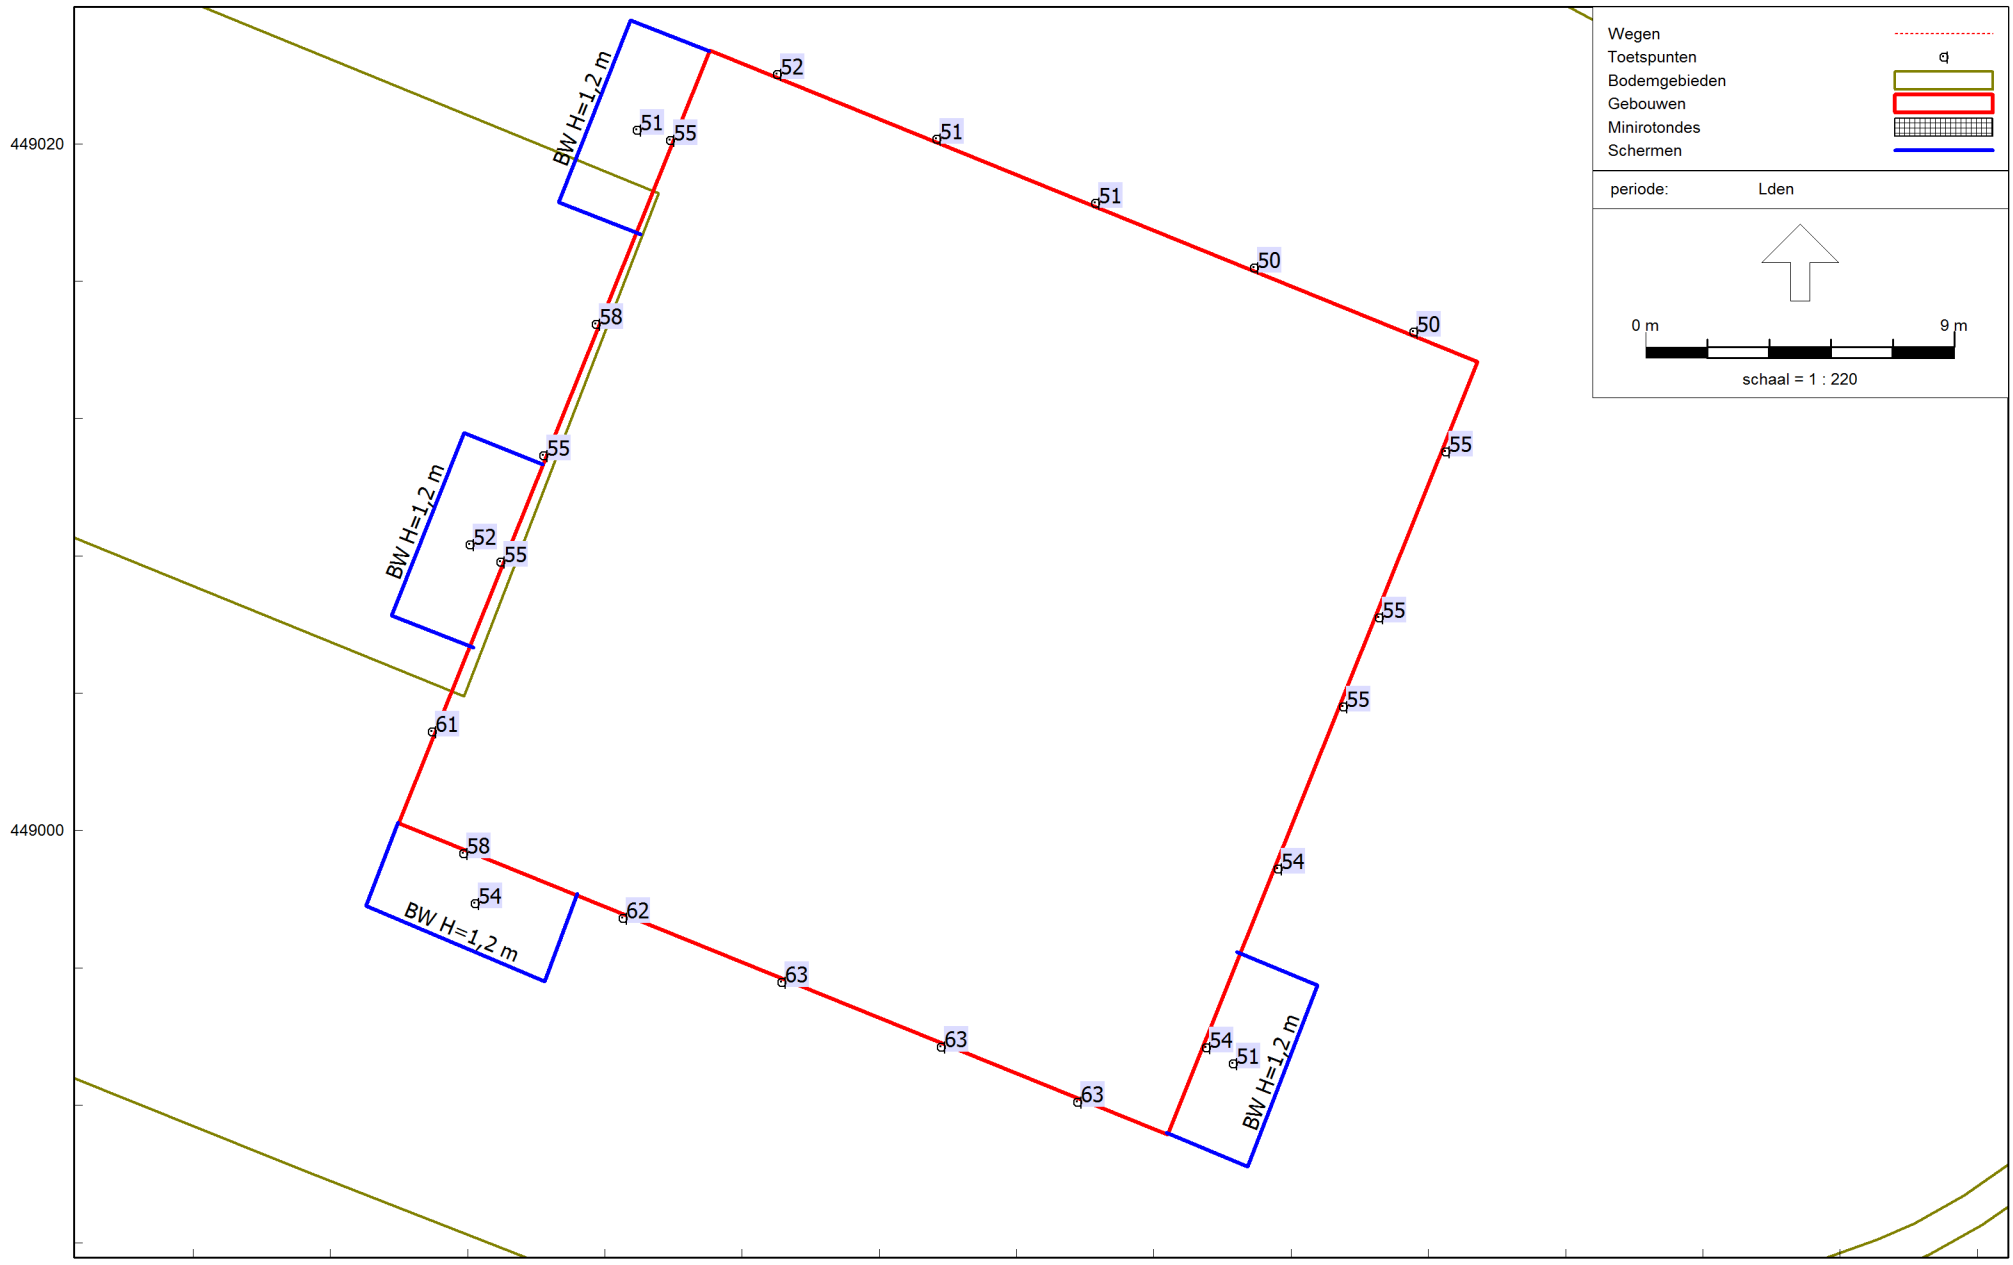 Wegen
Toetspunten
Bodemgebieden
Gebouwen
Minirotondes
Schermen
periode: Lden
0 m 9 m
schaal = 1 : 220
449020
449000
BW H=1,2 m
52
51
55
51
51
50
50
58
55
BW H=1,2 m
52
55
55
55
55
61
58
54
BW H=1,2 m
62
63
63
63
54
54
51
BW H=1,2 m